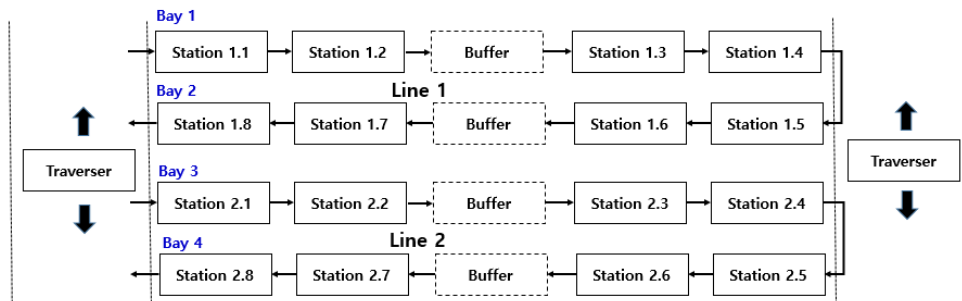 Bay 1
Station 1.1 Station 1.2 Buffer Station 1.3 Station 1.4
Bay 2 Line 1
Station 1.8 Station 1.7 Buffer Station 1.6 Station 1.5
Traverser Traverser
Bay 3
Station 2.1 Station 2.2 Buffer Station 2.3 Station 2.4
Bay 4 Line 2
Station 2.8 Station 2.7 Buffer Station 2.6 Station 2.5